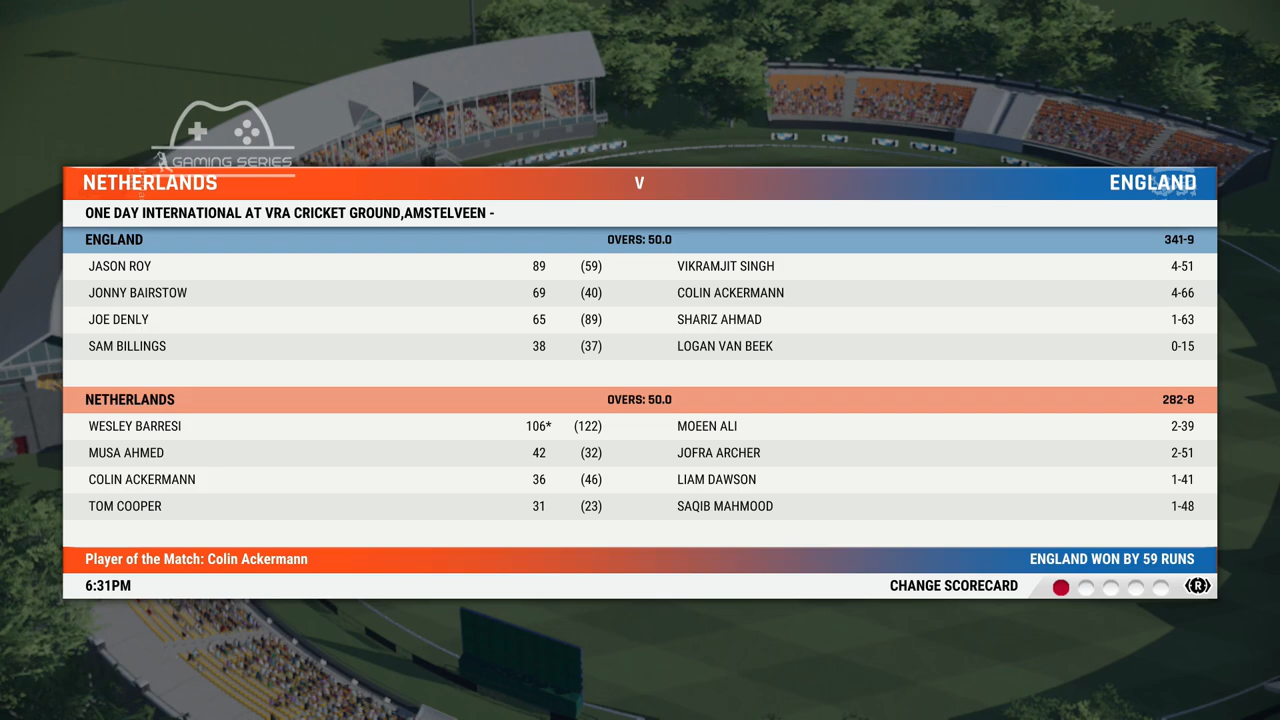 GAMING SERIES
NETHERLANDS V ENGLAND
ONE DAY INTERNATIONAL AT VRA CRICKET GROUND,AMSTELVEEN -
ENGLAND OVERS: 50.0 341-9
JASON ROY 89 (59) VIKRAMJIT SINGH 4-51
JONNY BAIRSTOW 69 (40) COLIN ACKERMANN 4-66
JOE DENLY 65 (89) SHARIZ AHMAD 1-63
SAM BILLINGS 38 (37) LOGAN VAN BEEK 0-15
NETHERLANDS OVERS: 50.0 282-8
WESLEY BARRESI 106* (122) MOEEN ALI 2-39
MUSA AHMED 42 (32) JOFRA ARCHER 2-51
COLIN ACKERMANN 36 (46) LIAM DAWSON 1-41
TOM COOPER 31 (23) SAQIB MAHMOOD 1-48
Player of the Match: Colin Ackermann ENGLAND WON BY 59 RUNS
6:31PM CHANGE SCORECARD R